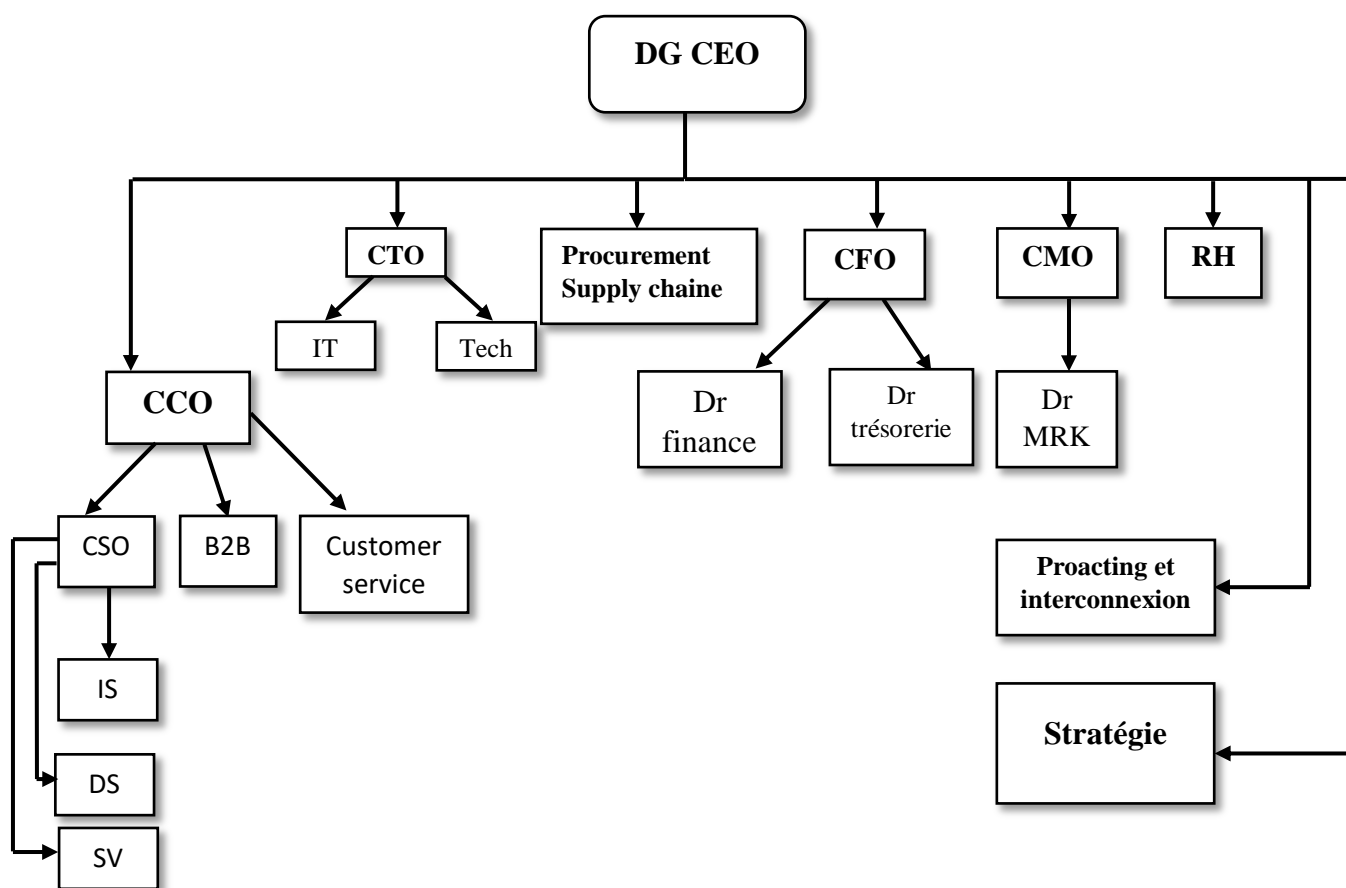 DG CEO
CTO
Procurement
Supply chaine
CFO
CMO
RH
IT
Tech
CCO
Dr
finance
Dr
trésorerie
Dr
MRK
CSO
B2B
Customer
service
Proacting et
interconnexion
IS
Stratégie
DS
SV